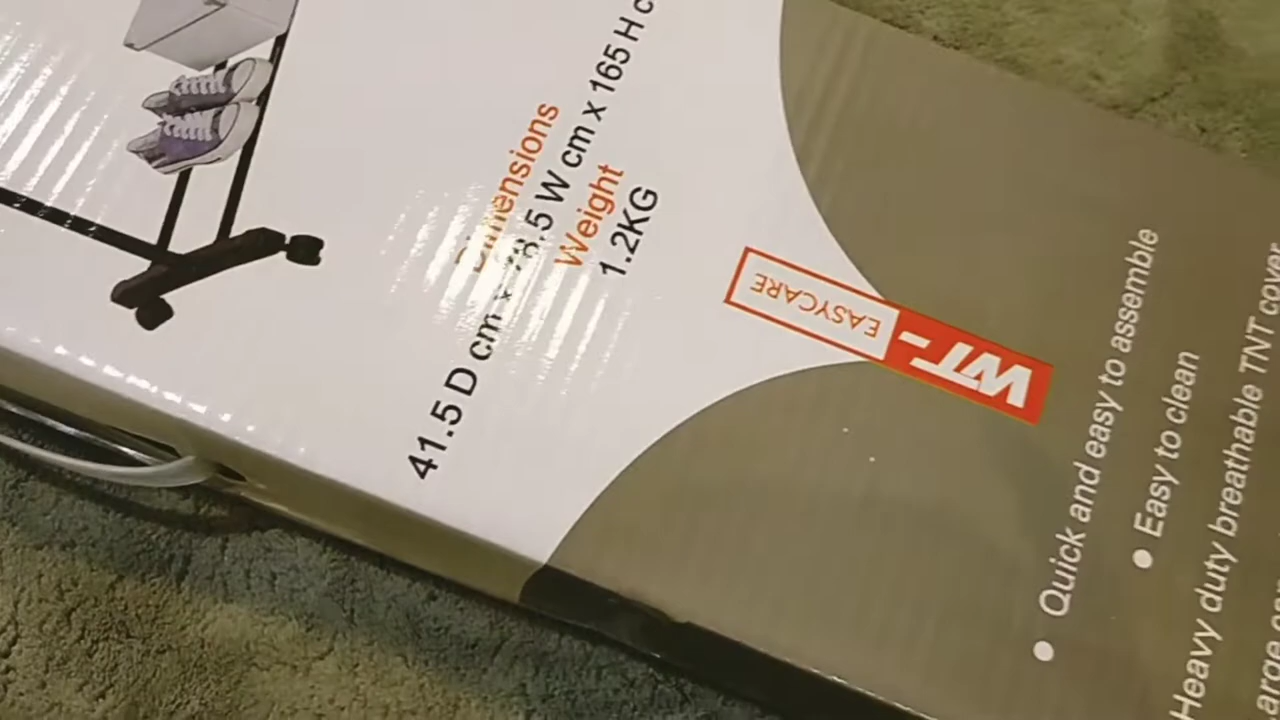 Dimensions
41.5 D cm x 78.5 W cm x 165 H c
Weight
1.2KG
WT-
EASYCARE
● Quick and easy to assemble
● Easy to clean
Heavy duty breathable TNT cover